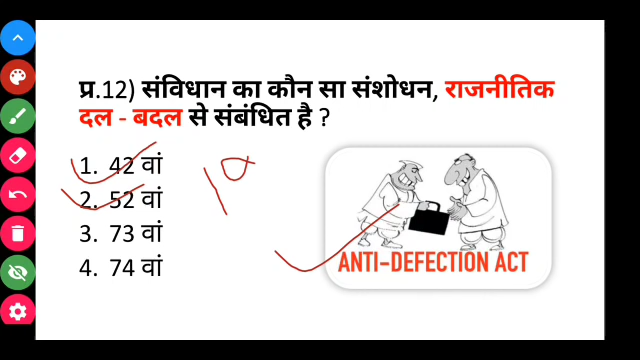 प्र.12) संविधान का कौन सा संशोधन, राजनीतिक
दल - बदल से संबंधित है ?
1. 42 वां
2. 52 वां
3. 73 वां
4. 74 वां
ANTI-DEFECTION ACT